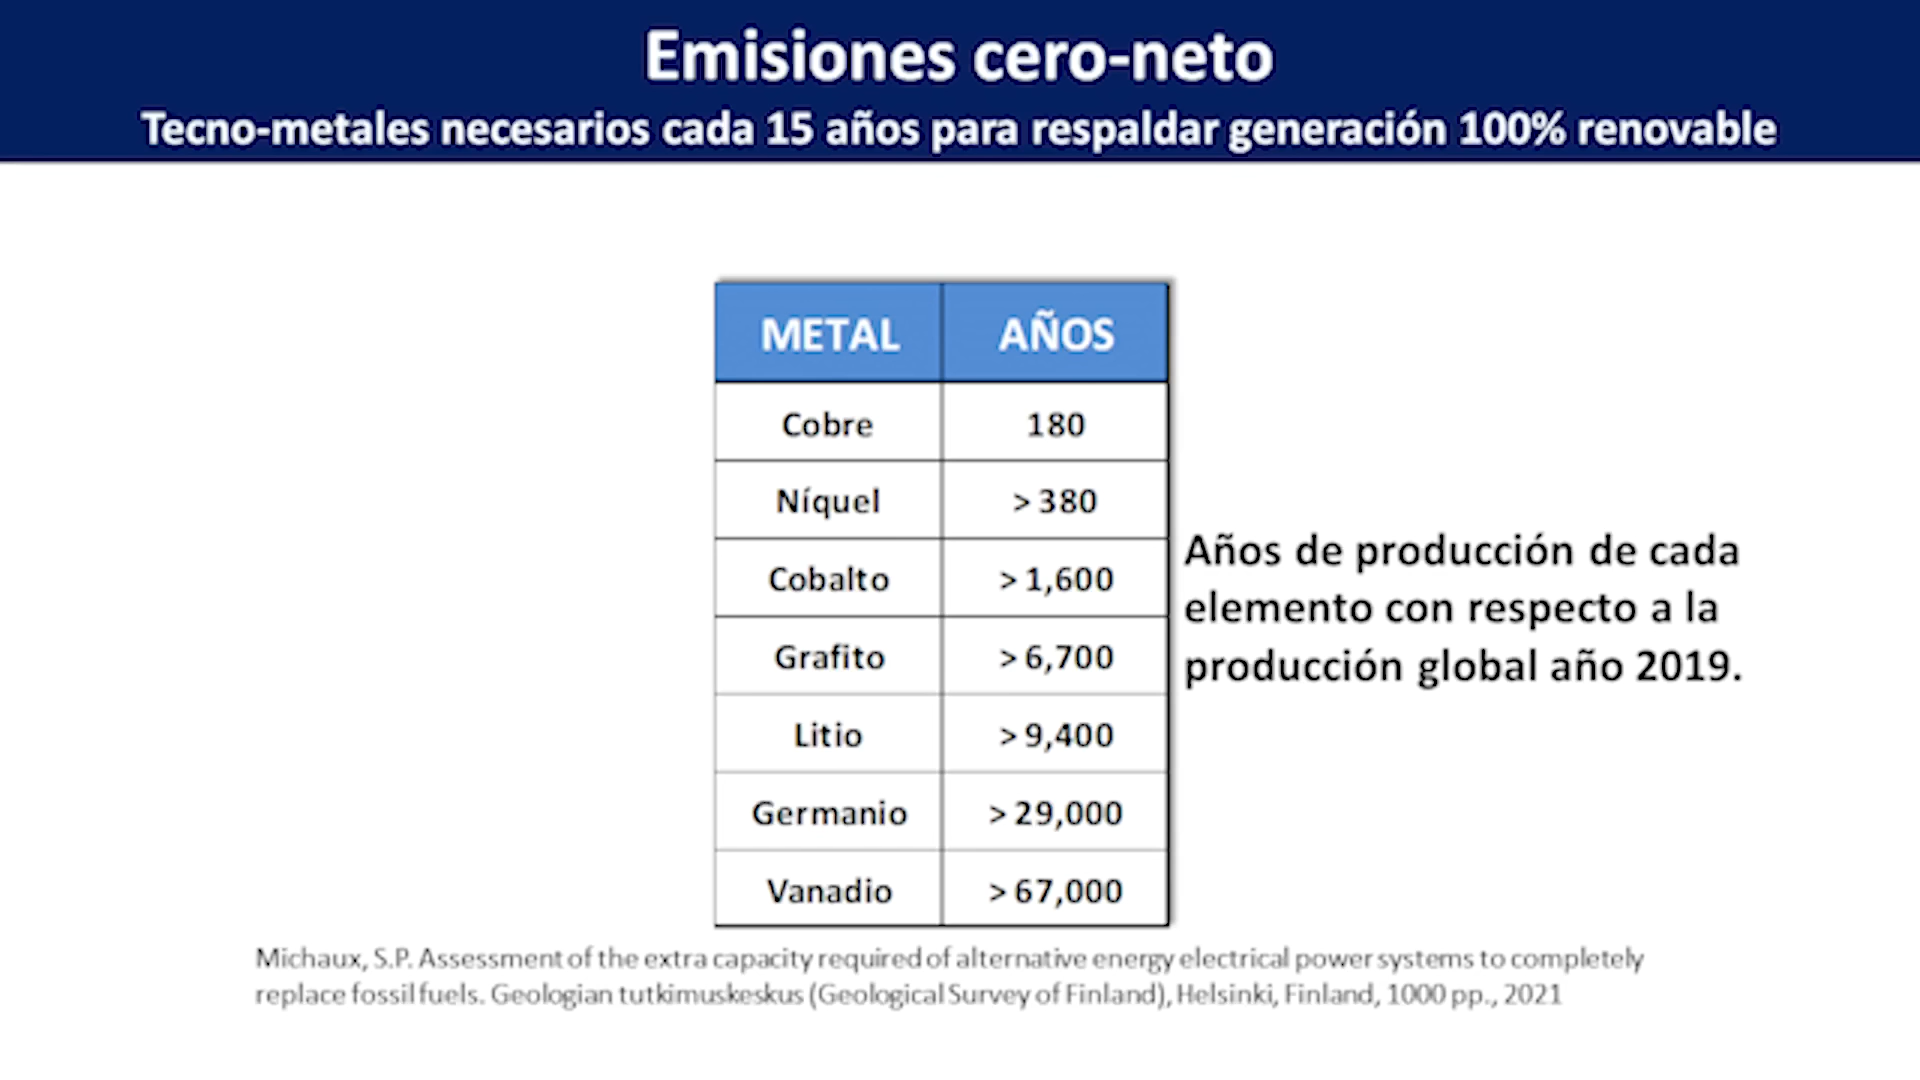 Emisiones cero-neto
Tecno-metales necesarios cada 15 años para respaldar generación 100% renovable
METAL AÑOS
Cobre 180
Níquel > 380
Cobalto > 1,600
Grafito > 6,700
Litio > 9,400
Germanio > 29,000
Vanadio > 67,000
Años de producción de cada
elemento con respecto a la
producción global año 2019.
Michaux, S.P. Assessment of the extra capacity required of alternative energy electrical power systems to completely
replace fossil fuels. Geologian tutkimuskeskus (Geological Survey of Finland), Helsinki, Finland, 1000 pp., 2021